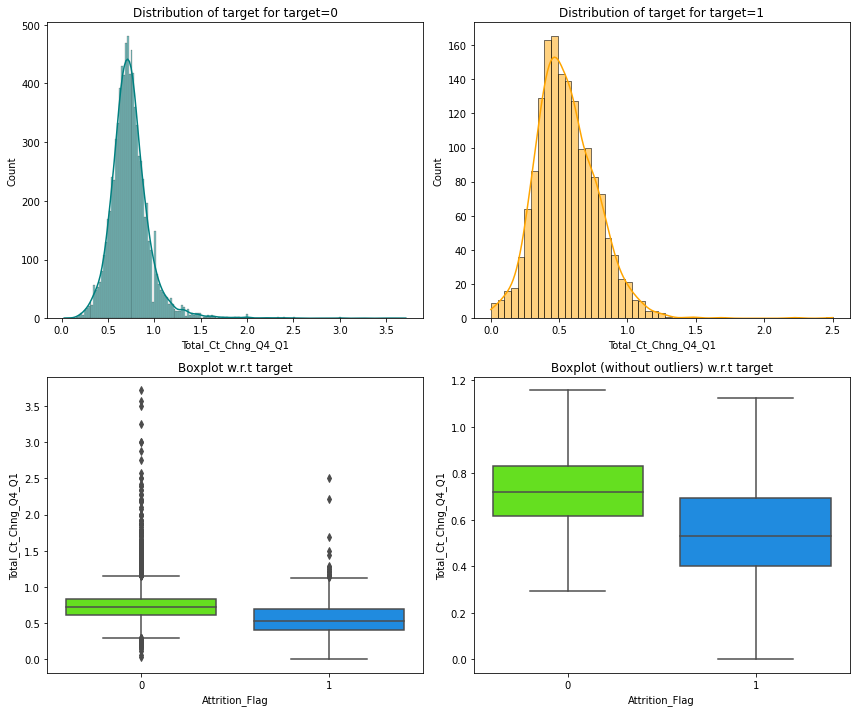 Distribution of target for target=0
500
400
300
200
100
0
Count
0.0 0.5 1.0 1.5 2.0 2.5 3.0 3.5
Total_Ct_Chng_Q4_Q1
Distribution of target for target=1
160
140
120
100
80
60
40
20
0
Count
0.0 0.5 1.0 1.5 2.0 2.5
Total_Ct_Chng_Q4_Q1
Boxplot w.r.t target
3.5
3.0
2.5
2.0
1.5
1.0
0.5
0.0
Total_Ct_Chng_Q4_Q1
0 1
Attrition_Flag
Boxplot (without outliers) w.r.t target
1.2
1.0
0.8
0.6
0.4
0.2
0.0
Total_Ct_Chng_Q4_Q1
0 1
Attrition_Flag